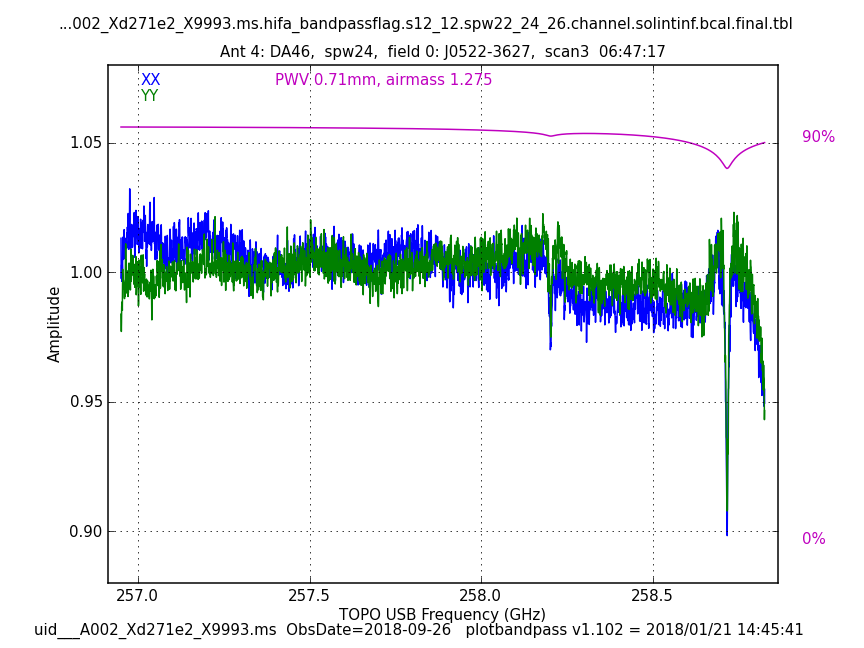 ...002_Xd271e2_X9993.ms.hifa_bandpassflag.s12_12.spw22_24_26.channel.solintinf.bcal.final.tbl
Ant 4: DA46,  spw24,  field 0: J0522-3627,  scan3  06:47:17
XX
PWV 0.71mm, airmass 1.275
YY
90%
1.05
1.00
Amplitude
0.95
0.90
0%
257.0
257.5
258.0
258.5
TOPO USB Frequency (GHz)
uid___A002_Xd271e2_X9993.ms  ObsDate=2018-09-26   plotbandpass v1.102 = 2018/01/21 14:45:41